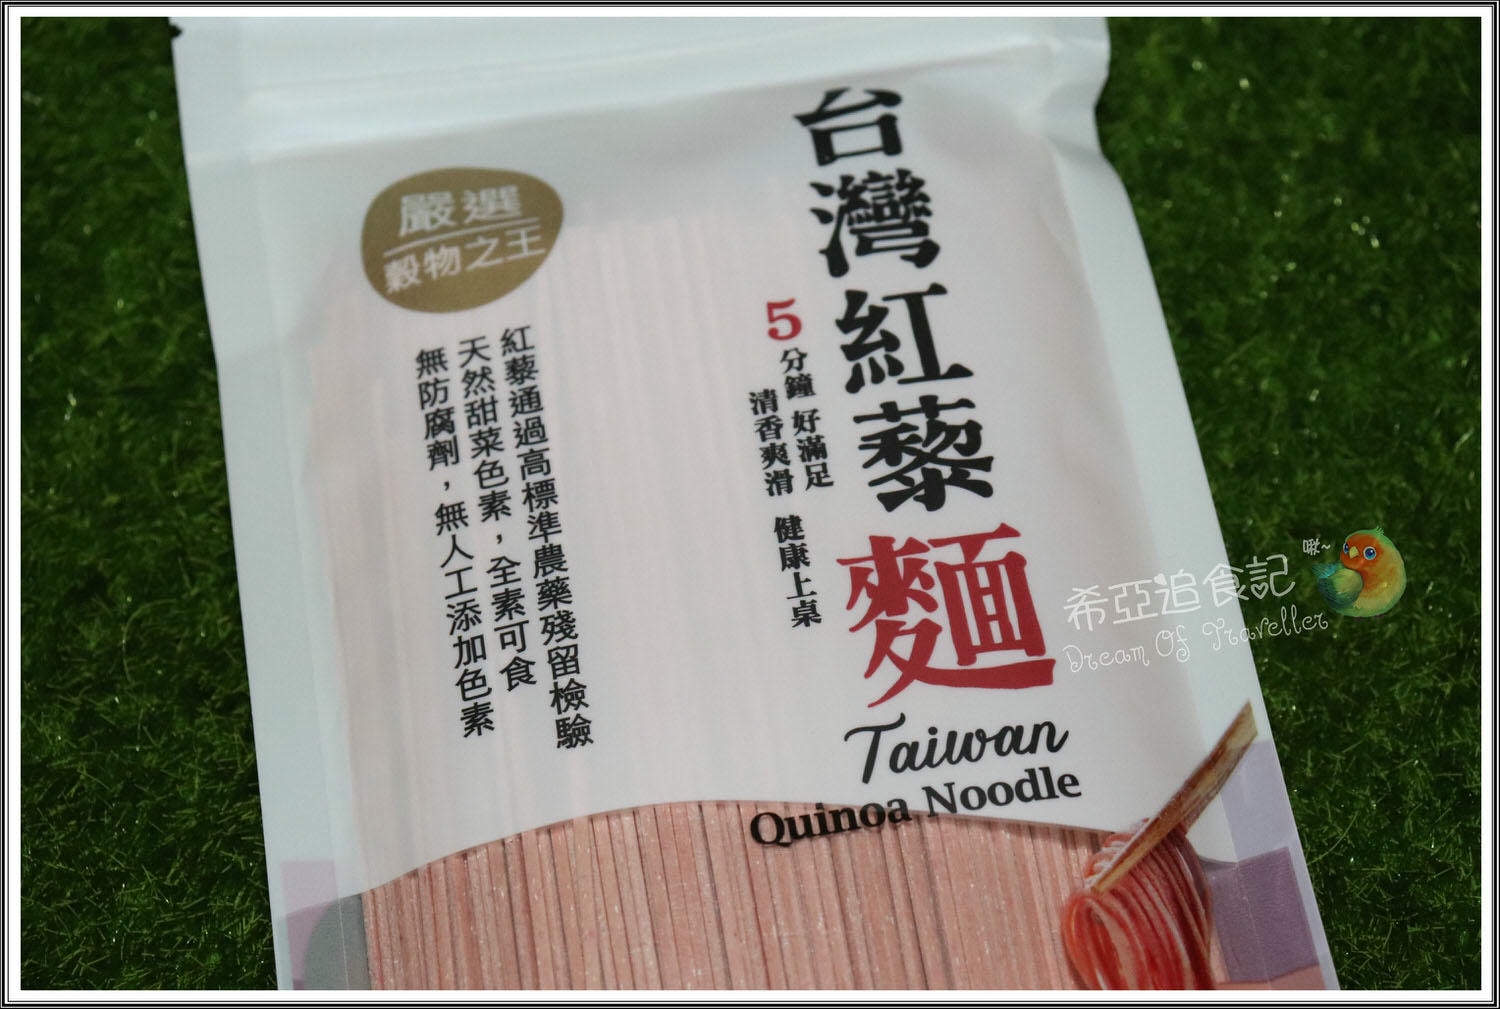 台灣紅藜麵
5分鐘 好滿足
清香爽滑 健康上桌
Taiwan
Quinoa Noodle
嚴選
穀物之王
紅藜通過高標準農藥殘留檢驗
天然甜菜色素，全素可食
無防腐劑，無人工添加色素
啾~
希亞追食記
Dream Of Traveller